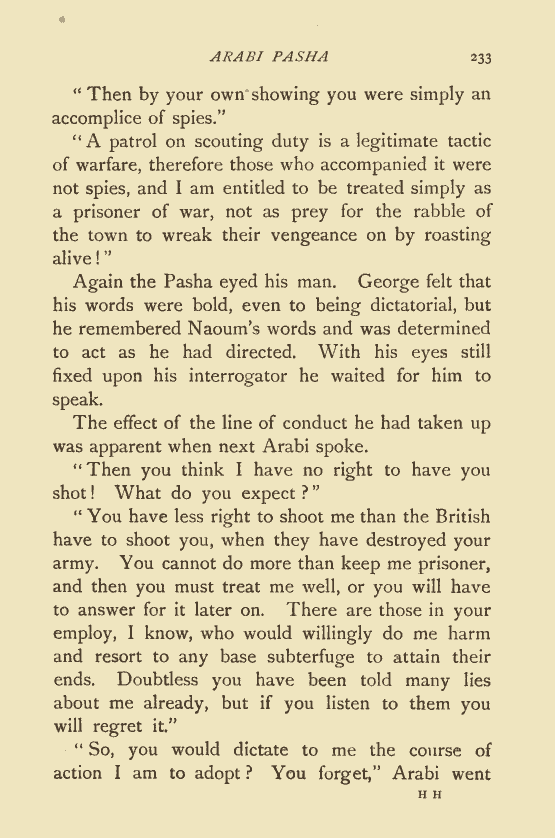 ARABI PASHA 233
“ Then by your own showing you were simply an
accomplice of spies.”
“ A patrol on scouting duty is a legitimate tactic
of warfare, therefore those who accompanied it were
not spies, and I am entitled to be treated simply as
a prisoner of war, not as prey for the rabble of
the town to wreak their vengeance on by roasting
alive ! ”
Again the Pasha eyed his man. George felt that
his words were bold, even to being dictatorial, but
he remembered Naoum’s words and was determined
to act as he had directed. With his eyes still
fixed upon his interrogator he waited for him to
speak.
The effect of the line of conduct he had taken up
was apparent when next Arabi spoke.
“ Then you think I have no right to have you
shot ! What do you expect ? ”
“ You have less right to shoot me than the British
have to shoot you, when they have destroyed your
army. You cannot do more than keep me prisoner,
and then you must treat me well, or you will have
to answer for it later on. There are those in your
employ, I know, who would willingly do me harm
and resort to any base subterfuge to attain their
ends. Doubtless you have been told many lies
about me already, but if you listen to them you
will regret it.”
“ So, you would dictate to me the course of
action I am to adopt ? You forget,” Arabi went
H H